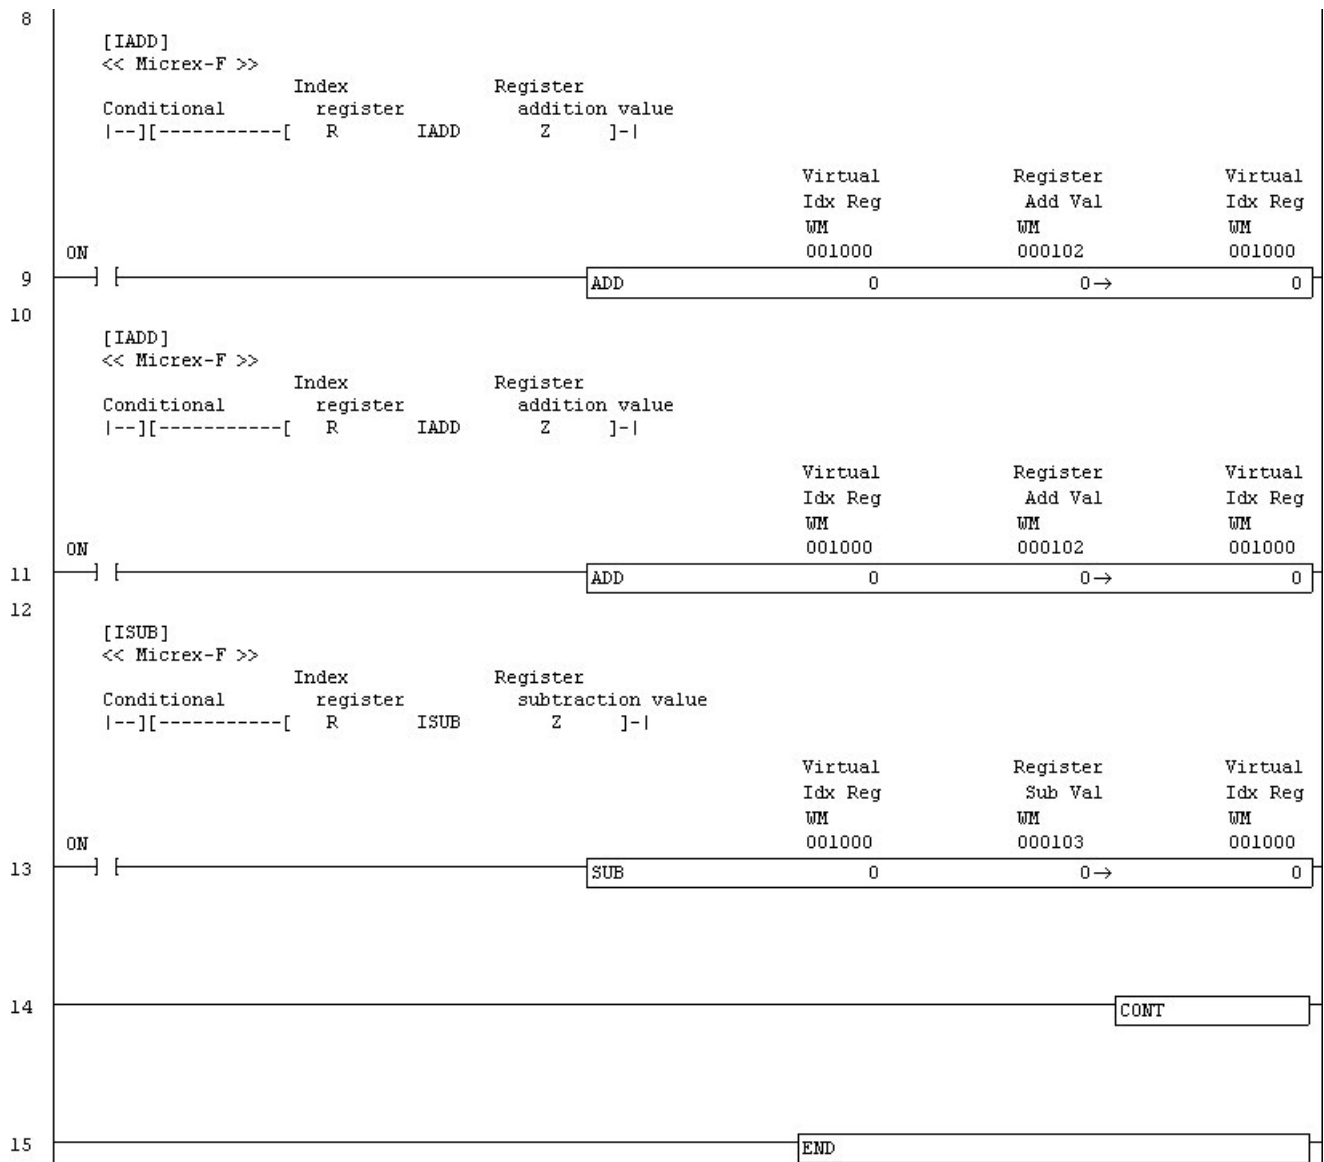 8
[IADD]
<< Micrex-F >>
Index Register
Conditional register addition value
|--][-----------[ R IADD Z ]-|
Virtual Register Virtual
Idx Reg Add Val Idx Reg
WM WM WM
ON 001000 000102 001000
9 ADD 0 0→ 0
10
[IADD]
<< Micrex-F >>
Index Register
Conditional register addition value
|--][-----------[ R IADD Z ]-|
Virtual Register Virtual
Idx Reg Add Val Idx Reg
WM WM WM
ON 001000 000102 001000
11 ADD 0 0→ 0
12
[ISUB]
<< Micrex-F >>
Index Register
Conditional register subtraction value
|--][-----------[ R ISUB Z ]-|
Virtual Register Virtual
Idx Reg Sub Val Idx Reg
WM WM WM
ON 001000 000103 001000
13 SUB 0 0→ 0
14 CONT
15 END